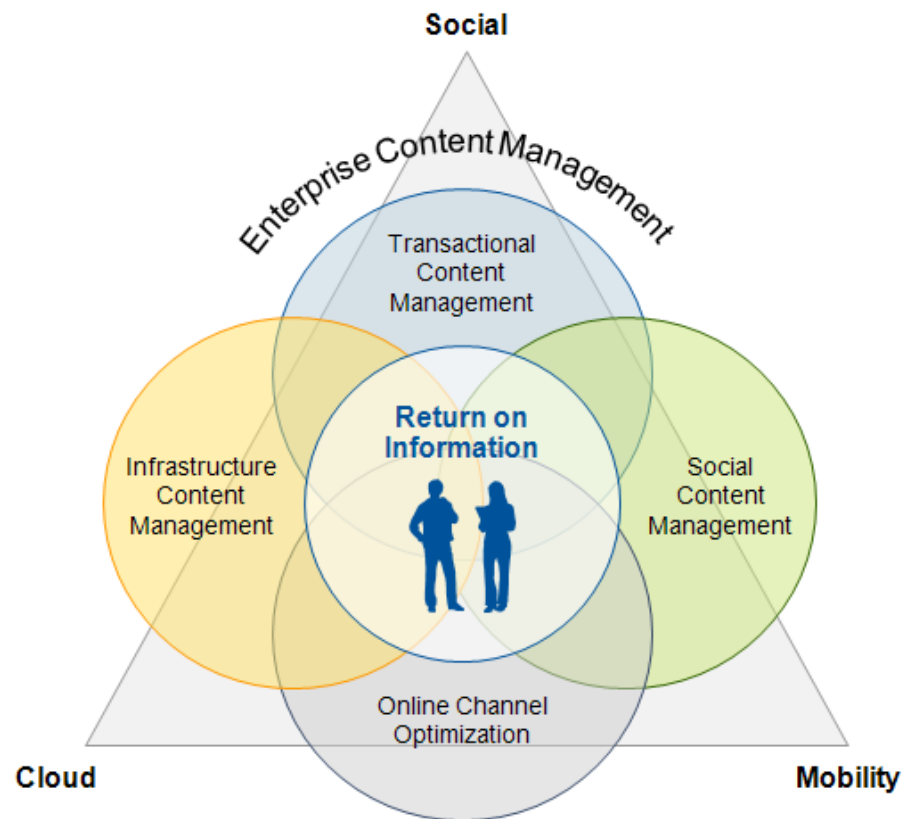 Social
Enterprise Content Management
Transactional
Content
Management
Return on
Information
Infrastructure
Content
Management
Social
Content
Management
Online Channel
Optimization
Cloud
Mobility